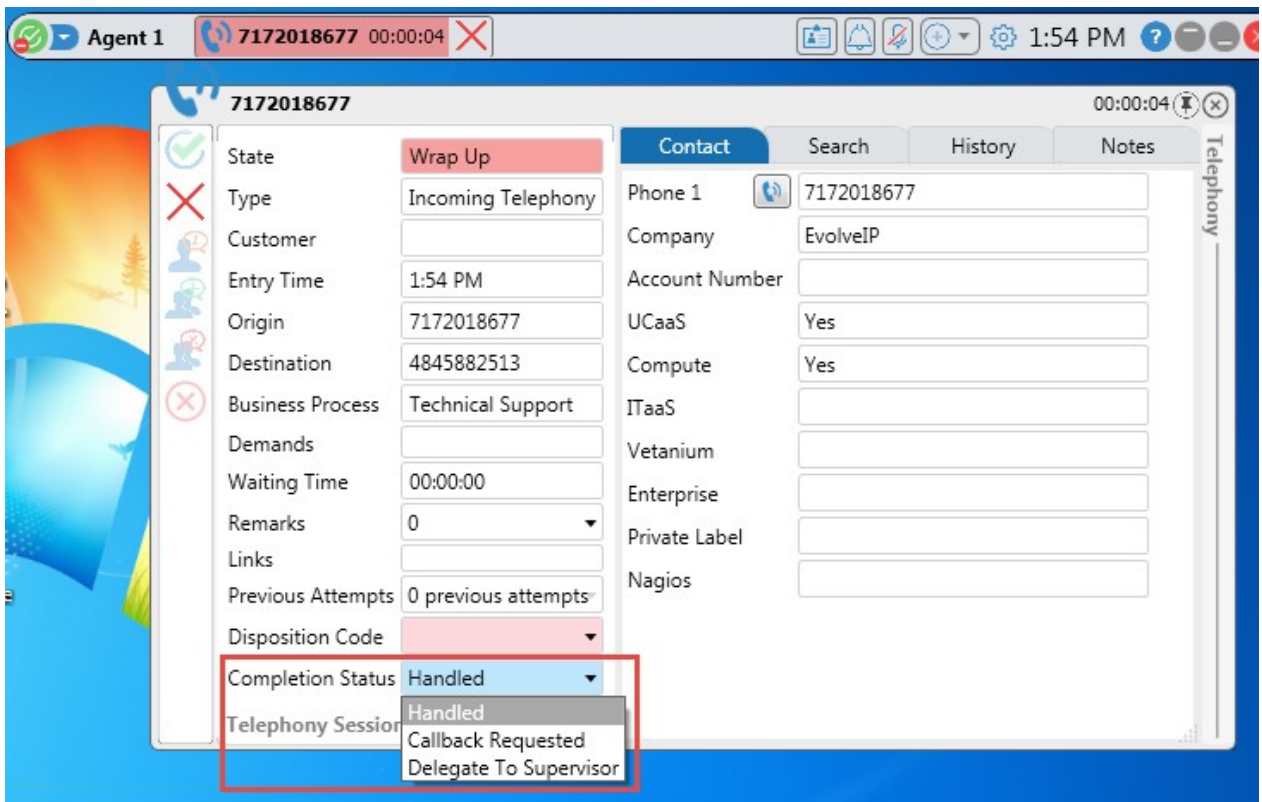 Agent 1
7172018677 00:00:04
1:54 PM
?
7172018677
00:00:04
State Wrap Up
Type Incoming Telephony
Customer
Entry Time 1:54 PM
Origin 7172018677
Destination 4845882513
Business Process Technical Support
Demands
Waiting Time 00:00:00
Remarks 0
Links
Previous Attempts 0 previous attempts
Disposition Code
Completion Status Handled
Handled
Callback Requested
Delegate To Supervisor
Telephony Session
Contact Search History Notes
Phone 1 7172018677
Company EvolveIP
Account Number
UCaaS Yes
Compute Yes
ITaaS
Vetanium
Enterprise
Private Label
Nagios
Telephony